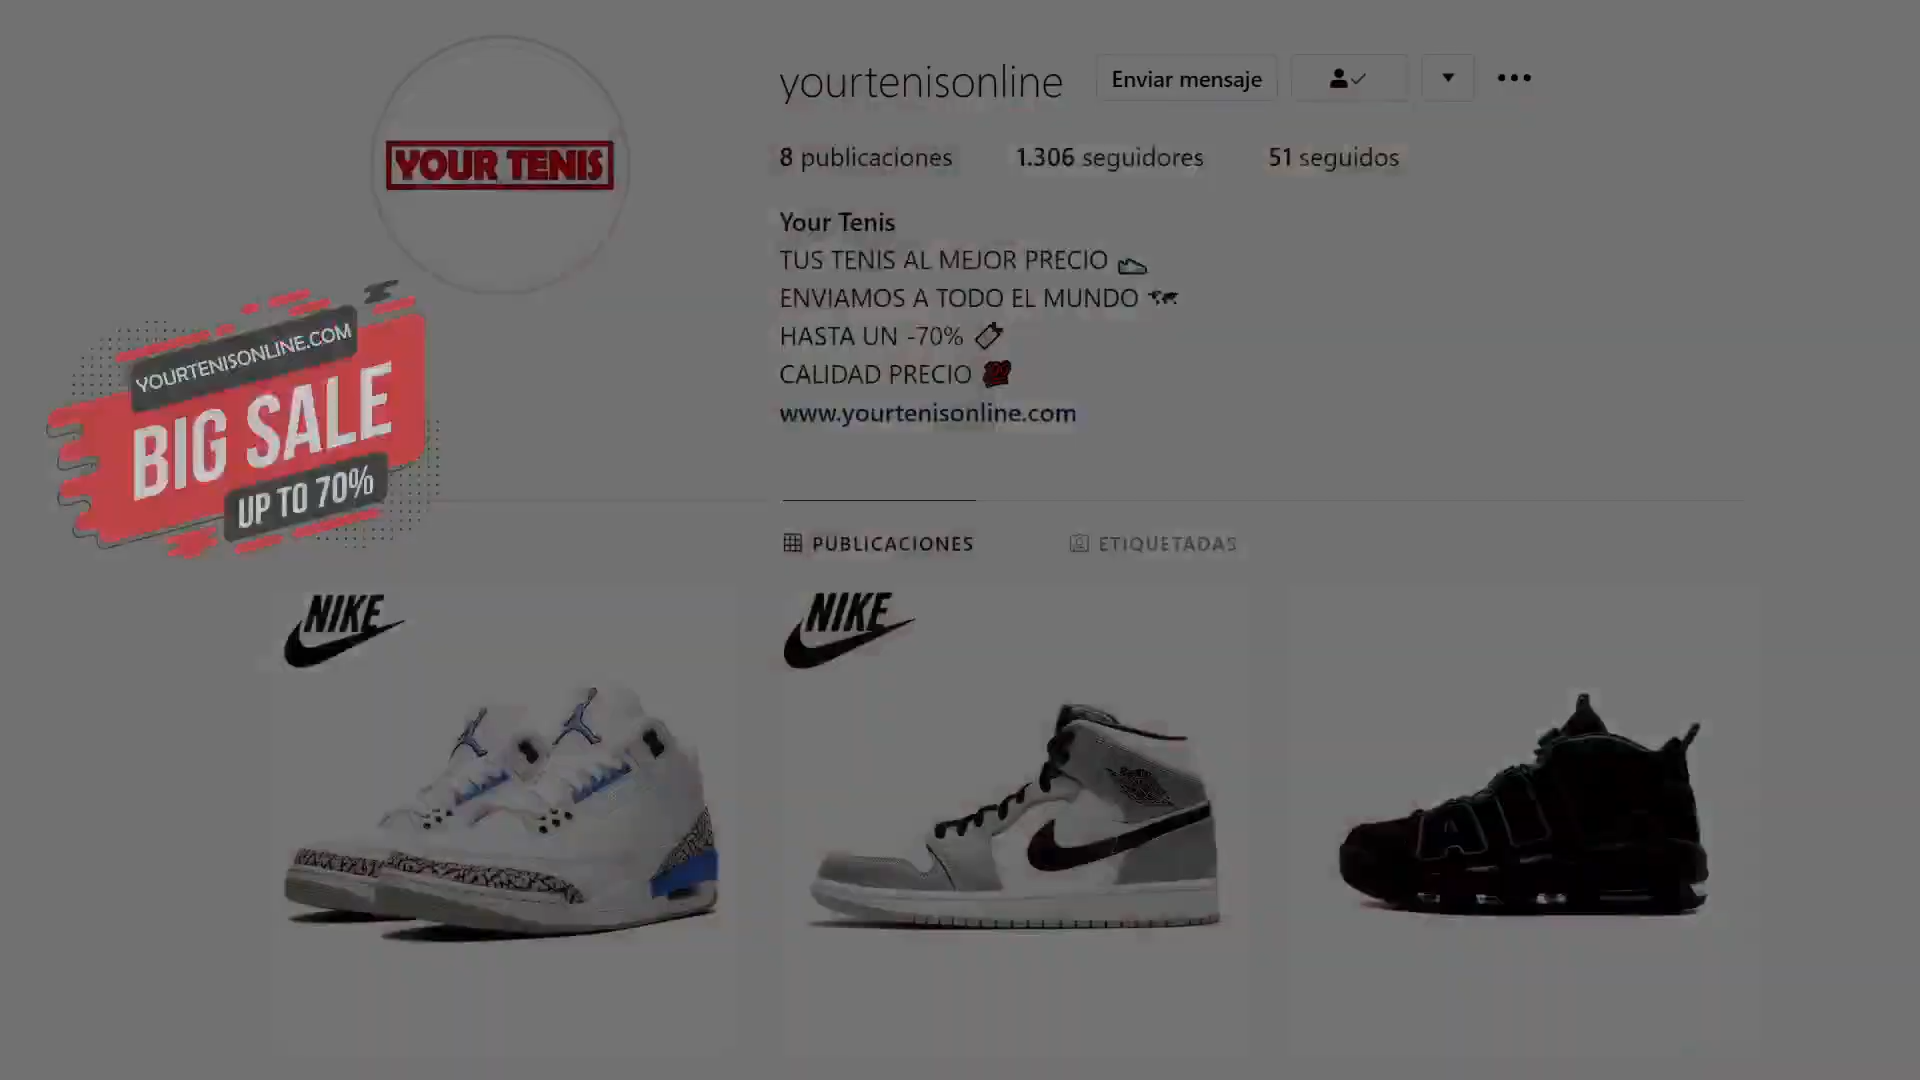 yourtenisonline
Enviar mensaje
8 publicaciones
1.306 seguidores
51 seguidos
YOUR TENIS
Your Tenis
TUS TENIS AL MEJOR PRECIO
ENVIAMOS A TODO EL MUNDO
HASTA UN -70%
CALIDAD PRECIO 💯
www.yourtenisonline.com
YOURTENISONLINE.COM
BIG SALE
UP TO 70%
PUBLICACIONES
ETIQUETADAS
NIKE
NIKE